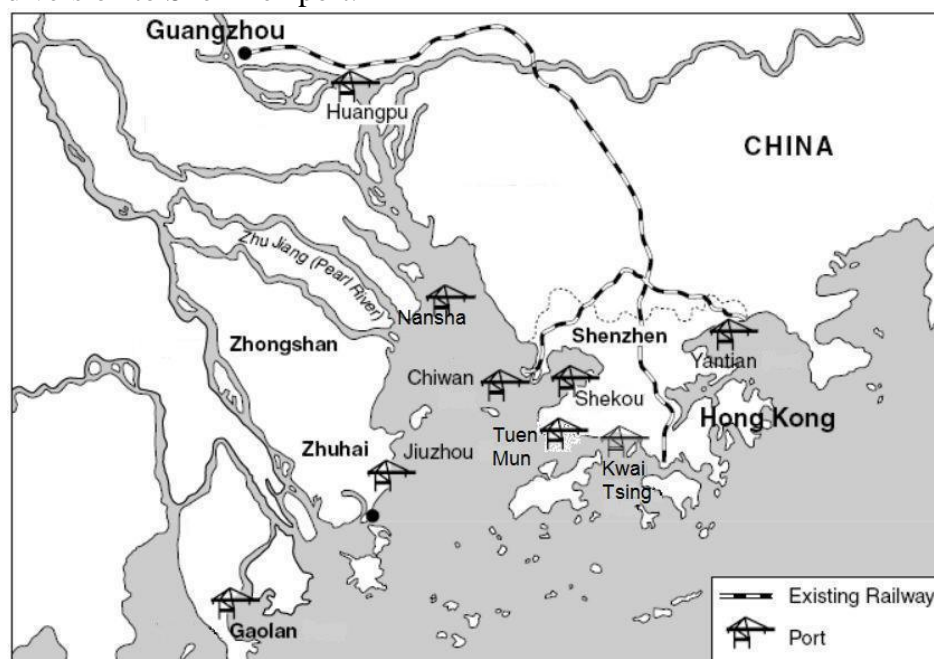 Guangzhou
Huangpu
CHINA
Zhu Jiang (Pearl River)
Nansha
Zhongshan
Shenzhen
Yantian
Chiwan
Shekou
Hong Kong
Tuen
Mun
Zhuhai
Jiuzhou
Kwai
Tsing
Gaolan
Existing Railway
Port